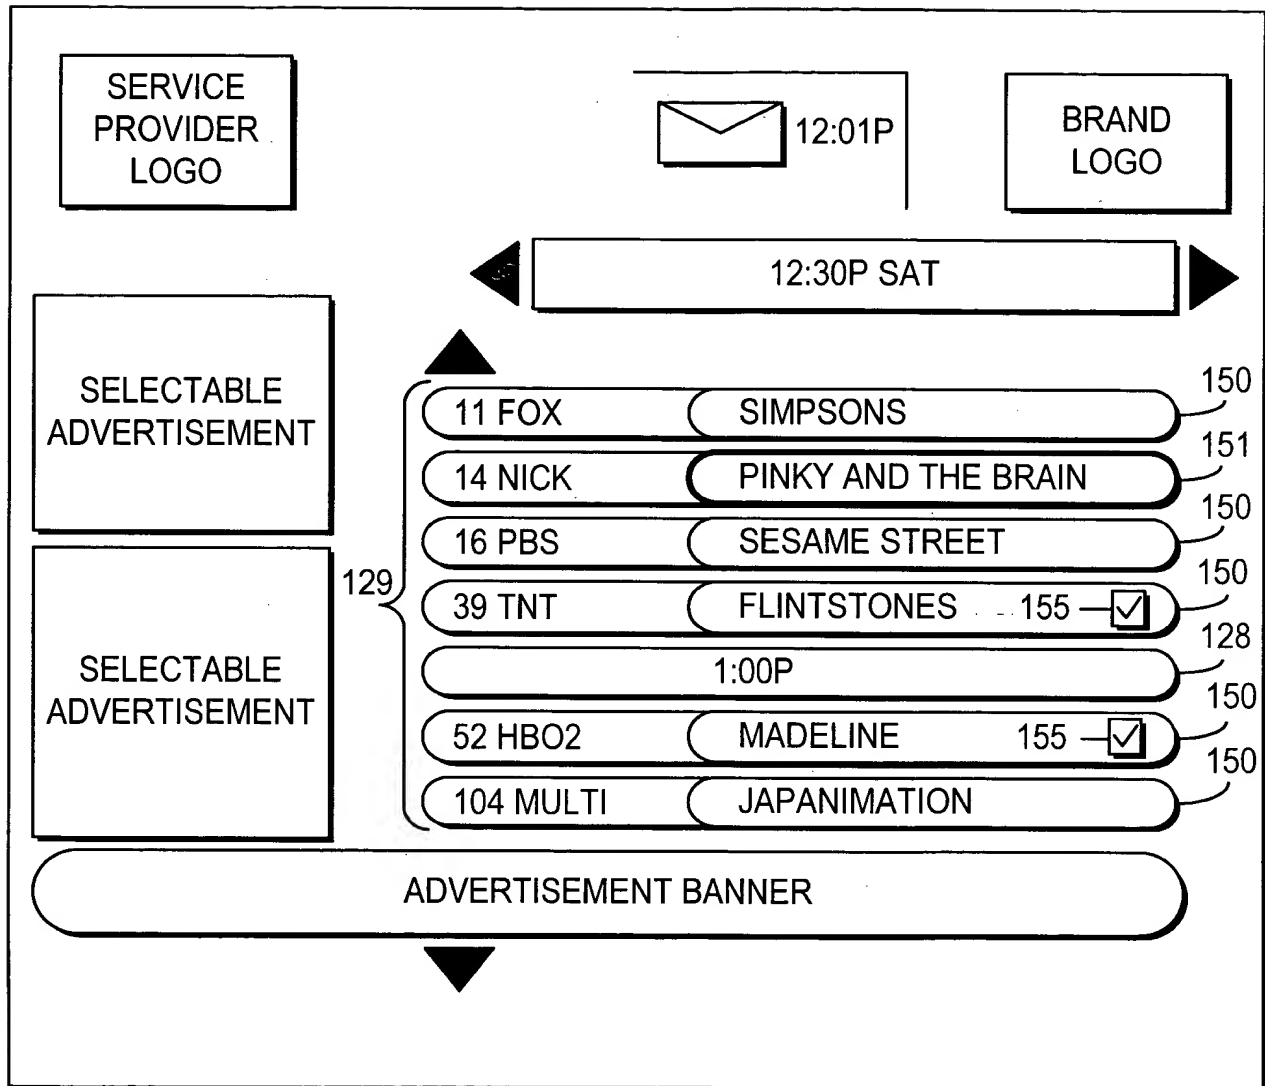 SERVICE
PROVIDER
LOGO
12:01P
BRAND
LOGO
12:30P SAT
SELECTABLE
ADVERTISEMENT
SELECTABLE
ADVERTISEMENT
129
11 FOX SIMPSONS 150
14 NICK PINKY AND THE BRAIN 151
16 PBS SESAME STREET 150
39 TNT FLINTSTONES 155 150
1:00P 128
52 HBO2 MADELINE 155 150
104 MULTI JAPANIMATION 150
ADVERTISEMENT BANNER